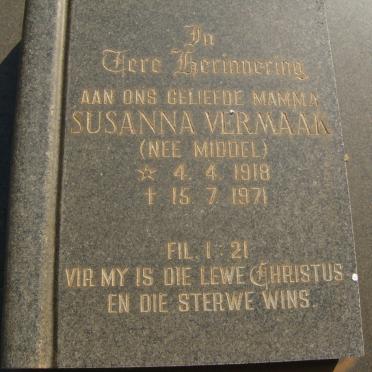 In
Tere Herinnering
AAN ONS GELIEFDE MAMMA
SUSANNA VERMAAK
(NEE MIDDEL)
☆ 4. 4. 1918
† 15. 7. 1971
FIL. 1 : 21
VIR MY IS DIE LEWE CHRISTUS
EN DIE STERWE WINS.